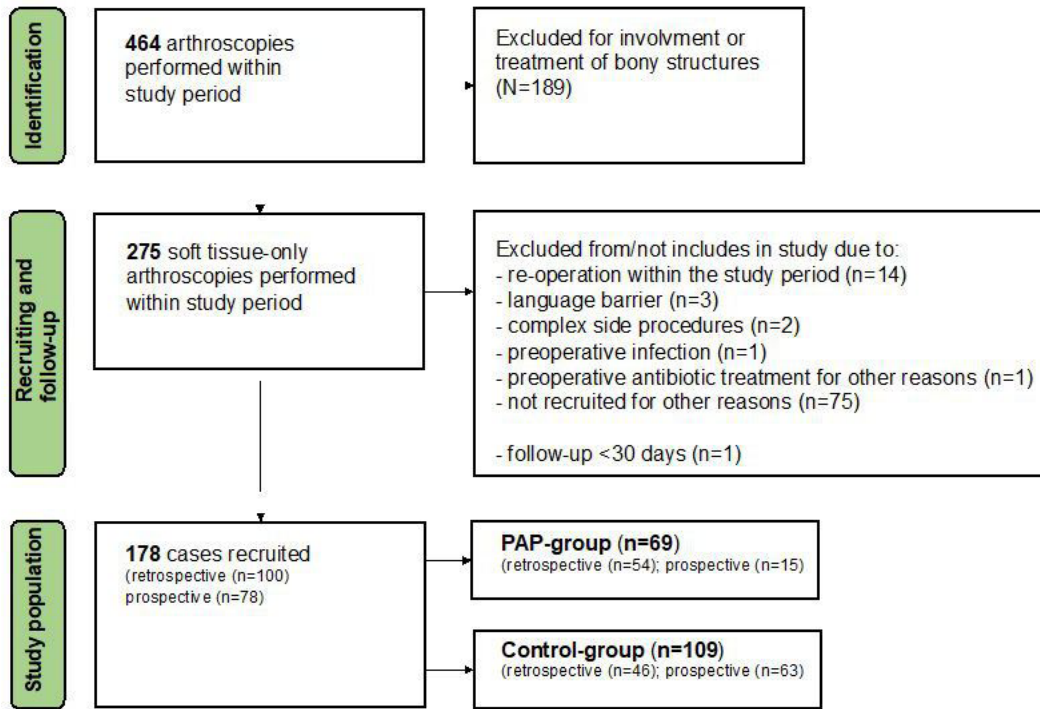 Identification
464 arthroscopies
performed within
study period
Excluded for involvment or
treatment of bony structures
(N=189)
Recruiting and
follow-up
275 soft tissue-only
arthroscopies performed
within study period
Excluded from/not includes in study due to:
- re-operation within the study period (n=14)
- language barrier (n=3)
- complex side procedures (n=2)
- preoperative infection (n=1)
- preoperative antibiotic treatment for other reasons (n=1)
- not recruited for other reasons (n=75)
- follow-up <30 days (n=1)
Study population
178 cases recruited
(retrospective (n=100)
prospective (n=78)
PAP-group (n=69)
(retrospective (n=54); prospective (n=15)
Control-group (n=109)
(retrospective (n=46); prospective (n=63)